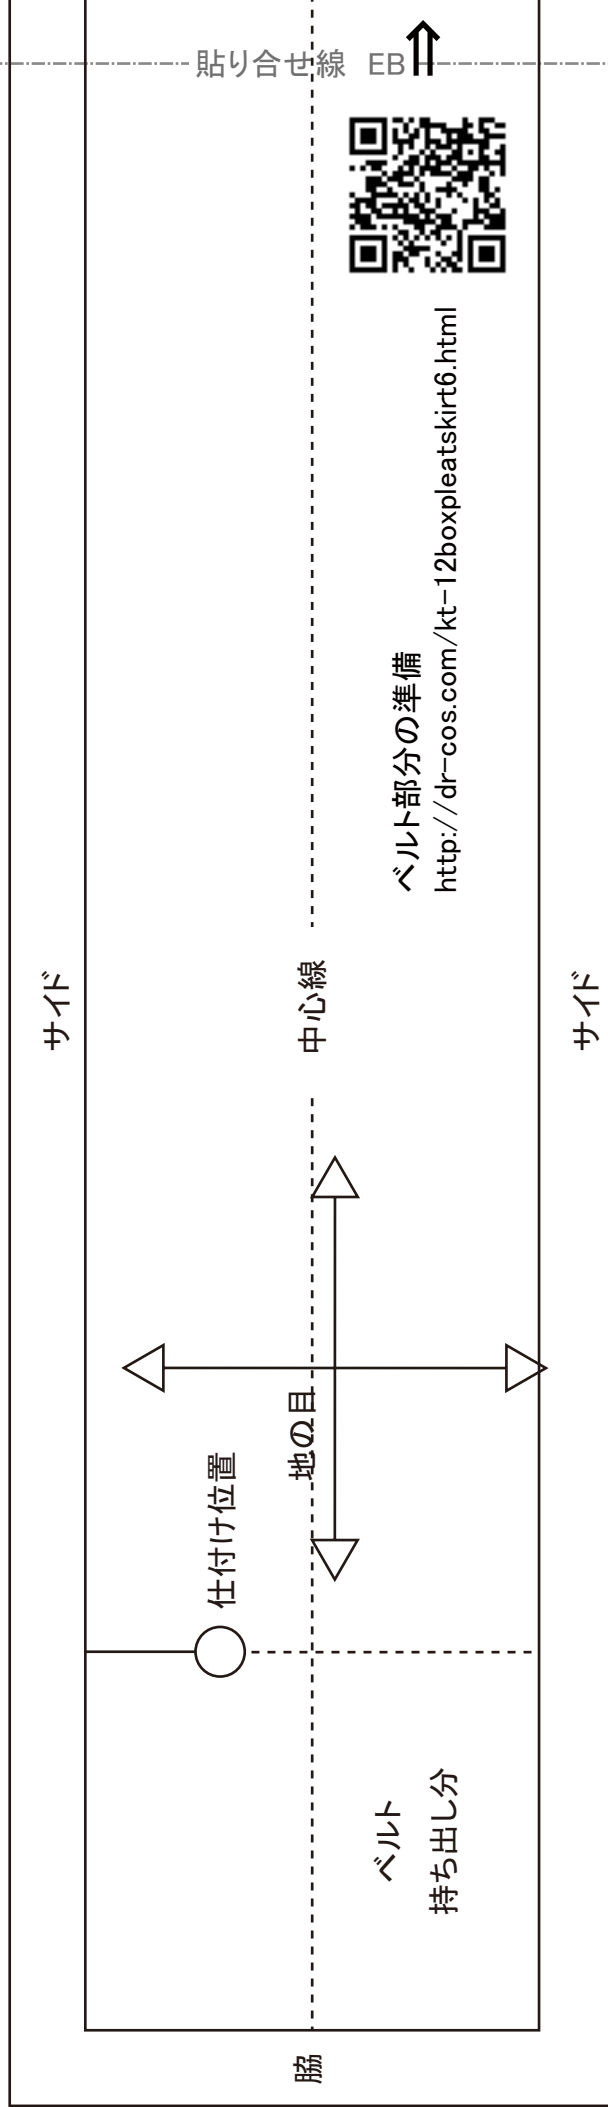 貼り合せ線 EB
⇑
ベルト部分の準備
http://dr-cos.com/kt-12boxpleatskirt6.html
サイド
中心線
サイド
地の目
仕付け位置
ベルト
持ち出し分
脇